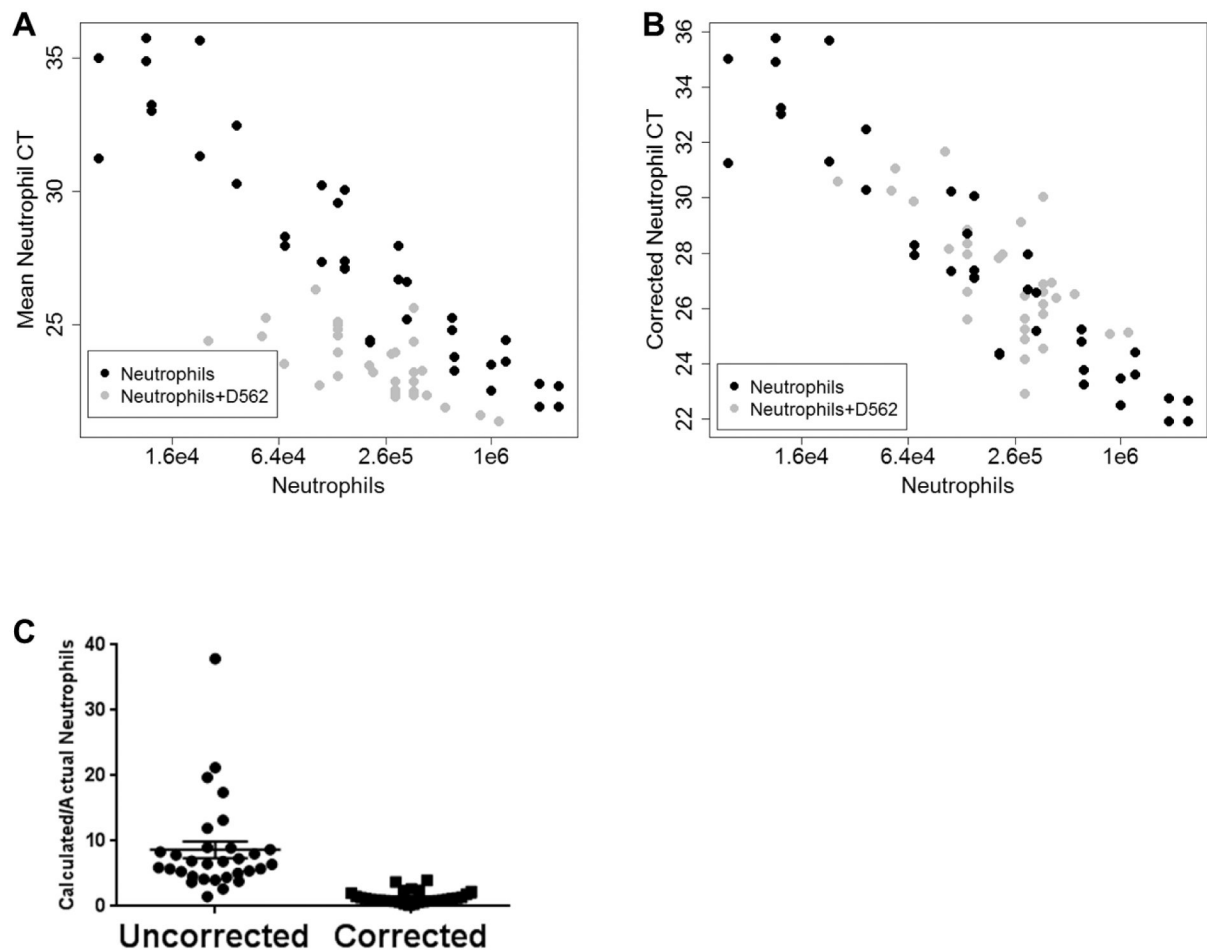 A
Mean Neutrophil CT
35
30
25
Neutrophils
Neutrophils+D562
1.6e4 6.4e4 2.6e5 1e6
Neutrophils
B
Corrected Neutrophil CT
36
34
32
30
28
26
24
22
Neutrophils
Neutrophils+D562
1.6e4 6.4e4 2.6e5 1e6
Neutrophils
C
Calculated/Actual Neutrophils
40
30
20
10
0
Uncorrected Corrected